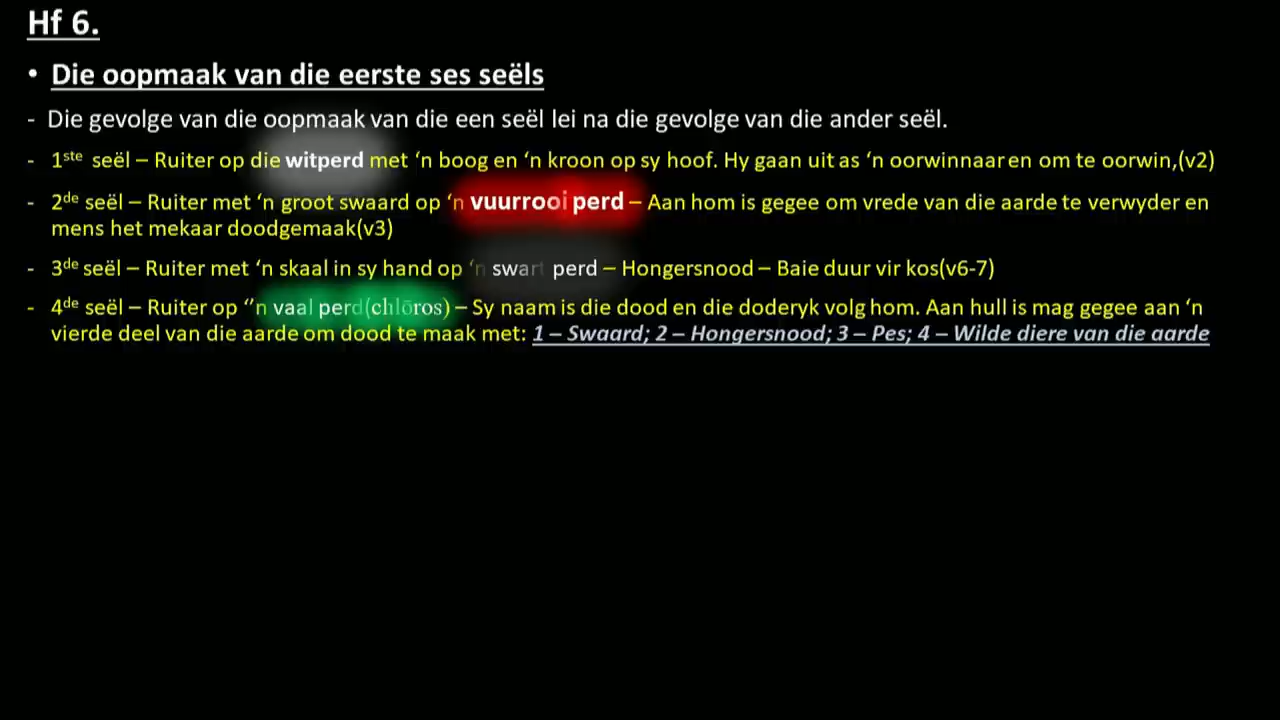 Hf 6.
• Die oopmaak van die eerste ses seëls
- Die gevolge van die oopmaak van die een seël lei na die gevolge van die ander seël.
- 1ste seël – Ruiter op die witperd met ‘n boog en ‘n kroon op sy hoof. Hy gaan uit as ‘n oorwinnaar en om te oorwin,(v2)
- 2de seël – Ruiter met ‘n groot swaard op ‘n vuurrooi perd – Aan hom is gegee om vrede van die aarde te verwyder en
mens het mekaar doodgemaak(v3)
- 3de seël – Ruiter met ‘n skaal in sy hand op ‘n swart perd – Hongersnood – Baie duur vir kos(v6-7)
- 4de seël – Ruiter op ‘’n vaal perd(chlōros) – Sy naam is die dood en die doderyk volg hom. Aan hull is mag gegee aan ‘n
vierde deel van die aarde om dood te maak met: 1 – Swaard; 2 – Hongersnood; 3 – Pes; 4 – Wilde diere van die aarde